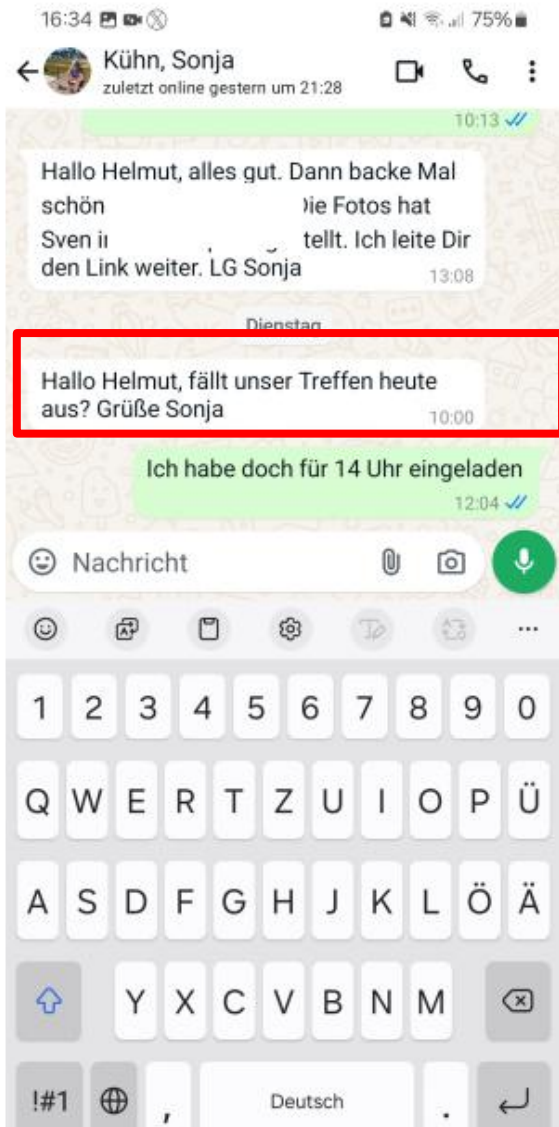 16:34
75%
Kühn, Sonja
zuletzt online gestern um 21:28
10:13
Hallo Helmut, alles gut. Dann backe Mal
schön ie Fotos hat
Sven tellt. Ich leite Dir
den Link weiter. LG Sonja
13:08
Dienstag
Hallo Helmut, fällt unser Treffen heute
aus? Grüße Sonja
10:00
Ich habe doch für 14 Uhr eingeladen
12:04
Nachricht
1 2 3 4 5 6 7 8 9 0
Q W E R T Z U I O P Ü
A S D F G H J K L Ö Ä
Y X C V B N M
!#1 , Deutsch .